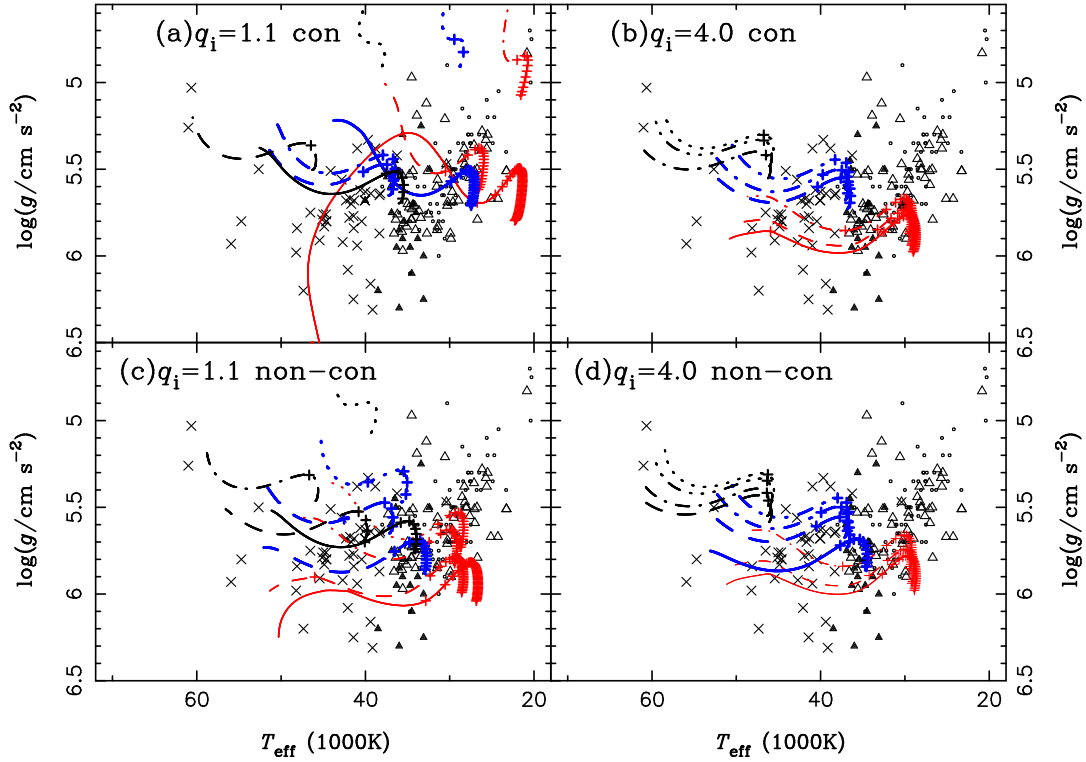 (a)q_i=1.1 con
(b)q_i=4.0 con
5
5.5
6
6.5
log(g/cm s⁻²)
5
5.5
6
6.5
log(g/cm s⁻²)
(c)q_i=1.1 non−con
(d)q_i=4.0 non−con
5
5.5
6
6.5
log(g/cm s⁻²)
5
5.5
6
6.5
log(g/cm s⁻²)
60
40
20
60
40
20
T_eff (1000K)
T_eff (1000K)